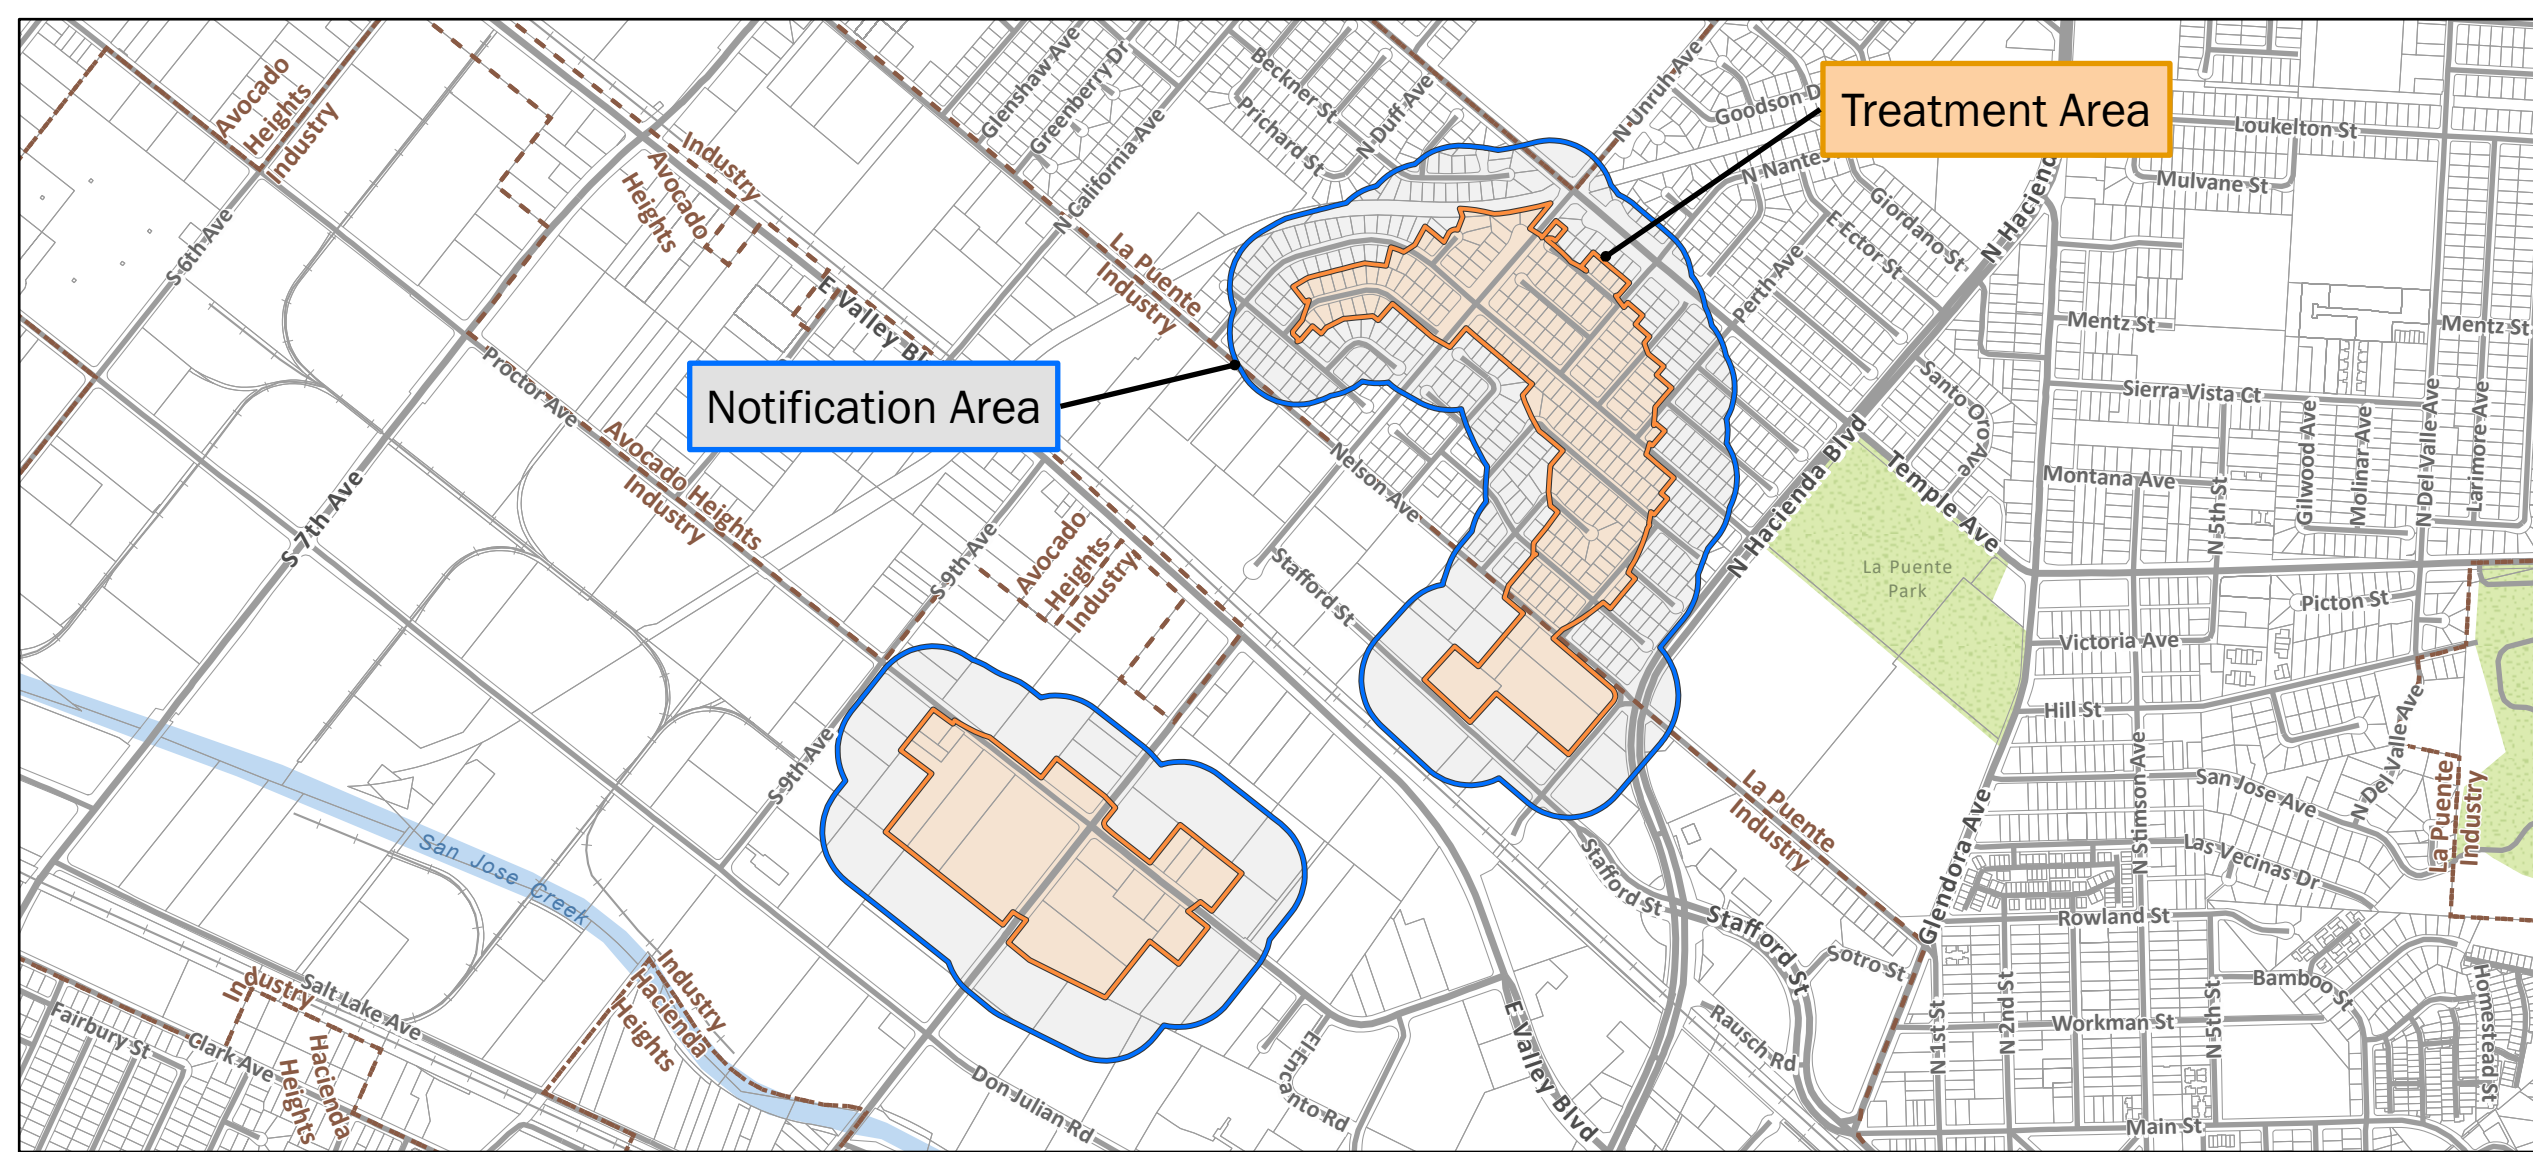 Treatment Area
Notification Area
Avocado
Heights
Industry
S 6th Ave
Industry
Avocado
Heights
Glenshaw Ave
Greenberry Dr
N California Ave
Beckner St
Prichard St
N Duff Ave
N Unruh Ave
Goodson D
N Nantes
Giordano St
E Ector St
Perth Ave
N Haciend
Loukelton St
Mulvane St
Mentz St
Mentz St
Sierra Vista Ct
Santo Oro Ave
Montana Ave
N 5th St
Gilwood Ave
Molinar Ave
N Del Valle Ave
Larimore Ave
La Puente
Industry
E Valley Bl
Proctor Ave
Avocado Heights
Industry
S 7th Ave
S 9th Ave
Avocado
Heights
Industry
Nelson Ave
Stafford St
N Hacienda Blvd
Temple Ave
La Puente
Park
Picton St
Victoria Ave
Hill St
N Del Valle Ave
San Jose Ave
N Stimson Ave
Las Vecinas Dr
La Puente
Industry
La Puente
Industry
Glendora Ave
Rowland St
S 9th Ave
San Jose Creek
Stafford St
Stafford St
Sotro St
Rausch Rd
N 1st St
N 2nd St
N 5th St
Bamboo St
Homestead St
Workman St
Main St
Industry
Salt Lake Ave
Fairbury St
Clark Ave
Hacienda
Heights
Industry
Hacienda
Heights
Don Julian Rd
El Encanto Rd
E Valley Blvd